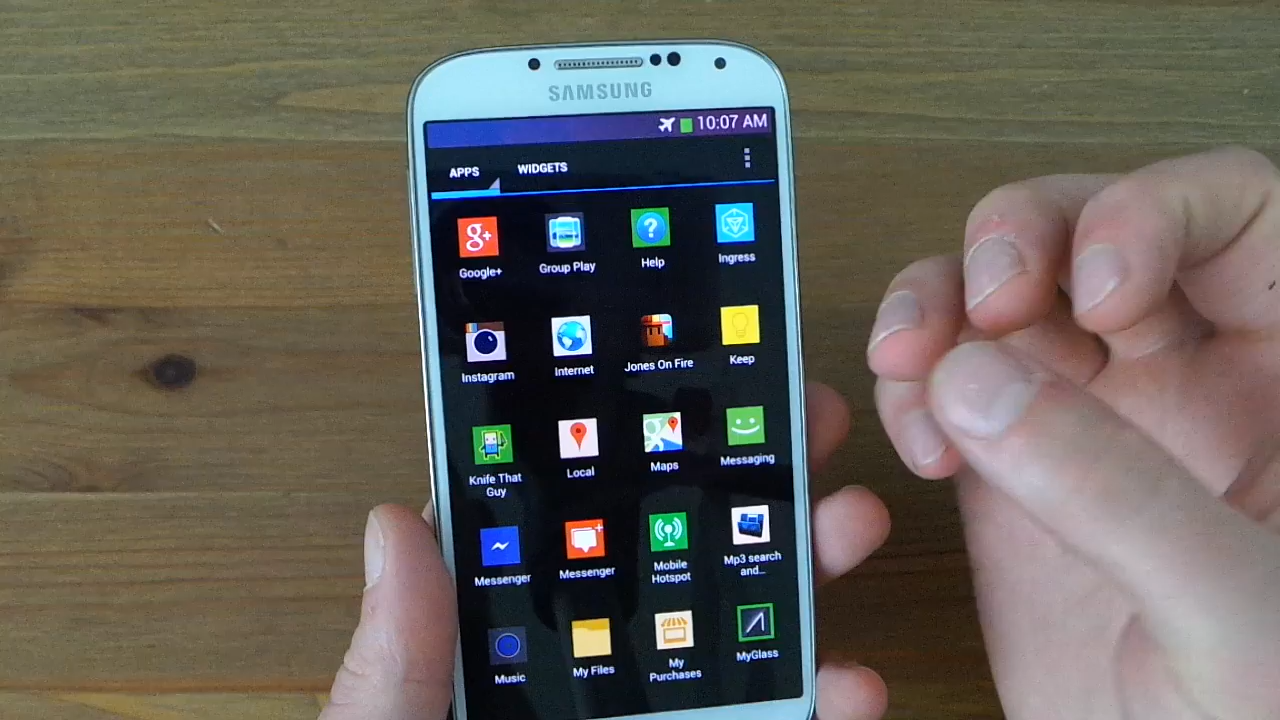 SAMSUNG
10:07 AM
APPS WIDGETS
g+
?
Google+ Group Play Help Ingress
Instagram Internet Jones On Fire Keep
Knife That Guy Local Maps Messaging
Messenger Messenger Mobile Hotspot Mp3 search and...
Music My Files My Purchases MyGlass